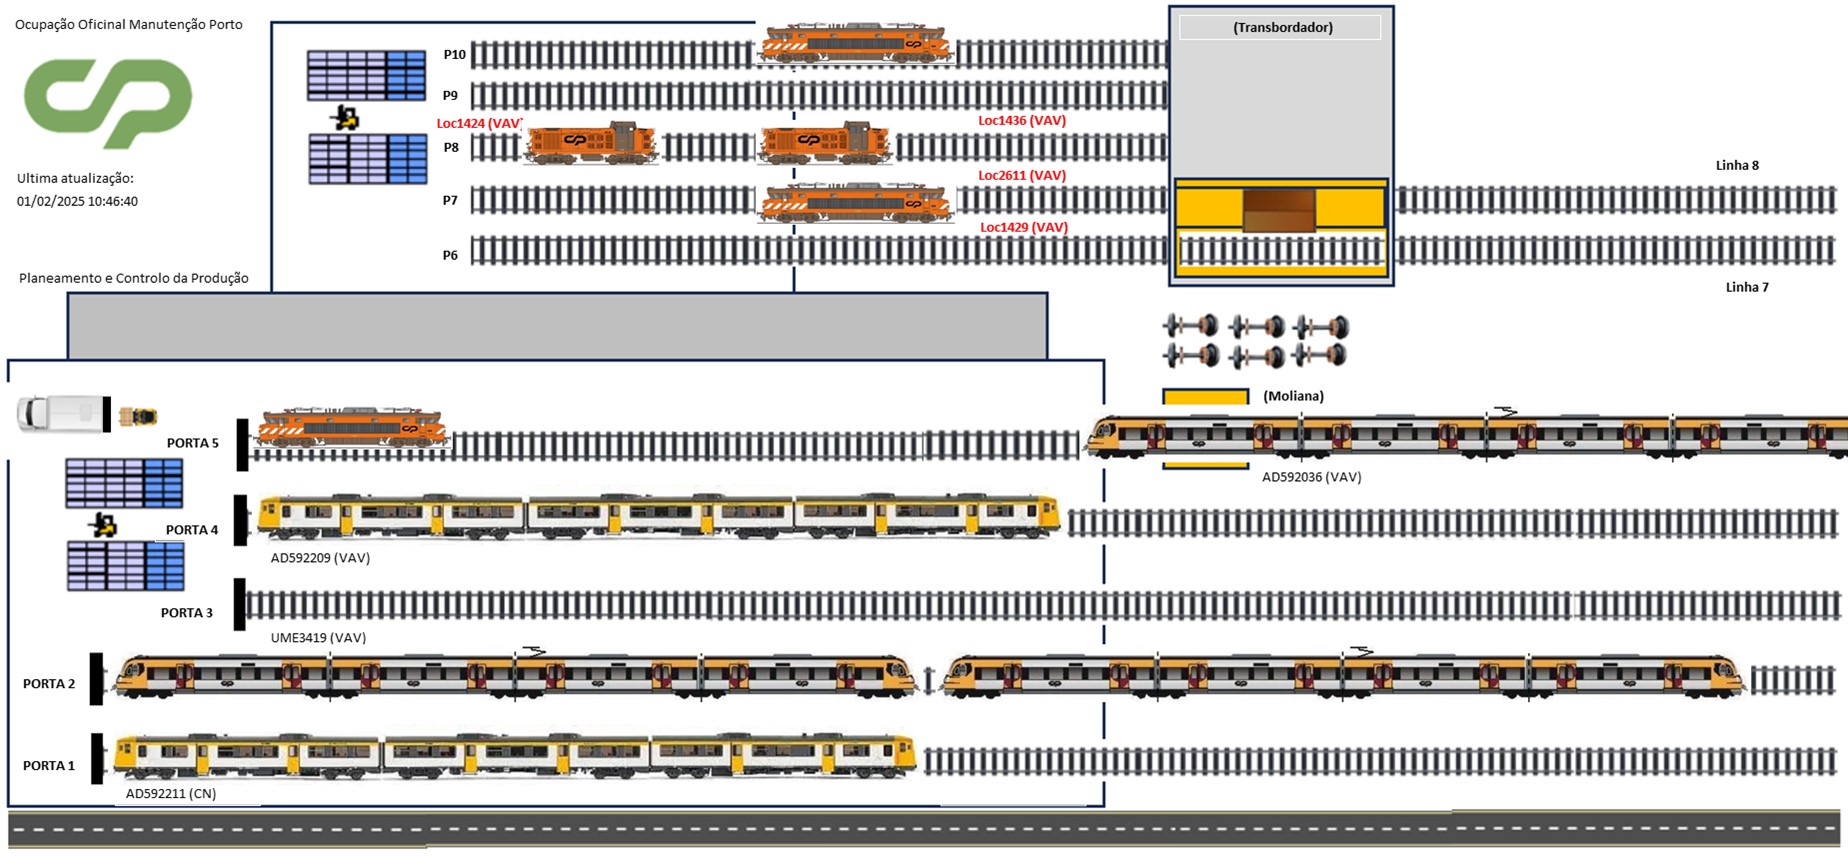 Ocupação Oficinal Manutenção Porto
(Transbordador)
P10
P9
Loc1424 (VAV)
Loc1436 (VAV)
P8
Ultima atualização:
01/02/2025 10:46:40
Loc2611 (VAV)
Linha 8
P7
Loc1429 (VAV)
P6
Planeamento e Controlo da Produção
Linha 7
(Moliana)
PORTA 5
AD592036 (VAV)
PORTA 4
AD592209 (VAV)
PORTA 3
UME3419 (VAV)
PORTA 2
PORTA 1
AD592211 (CN)